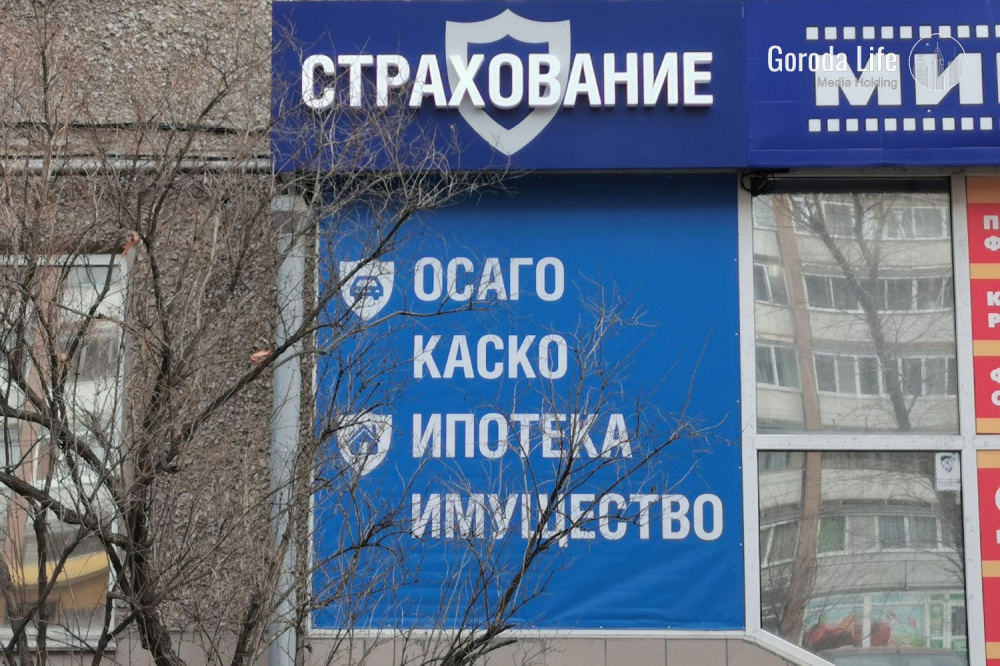 СТРАХОВАНИЕ
Goroda Life
Media Holding
ОСАГО
КАСКО
ИПОТЕКА
ИМУЩЕСТВО